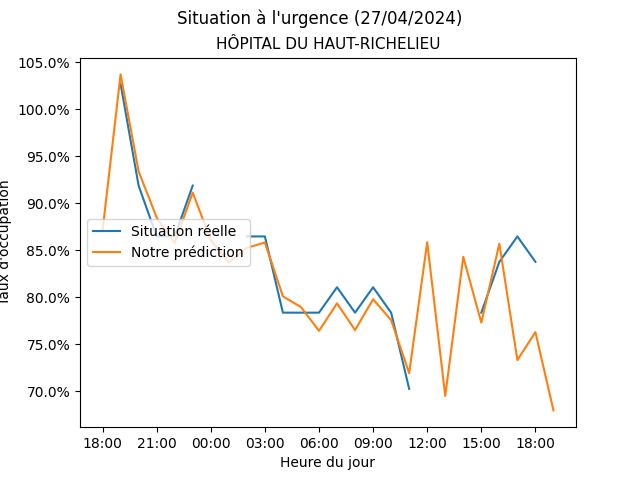 Situation à l'urgence (27/04/2024)
HÔPITAL DU HAUT-RICHELIEU
105.0%
100.0%
95.0%
90.0%
85.0%
80.0%
75.0%
70.0%
Taux d'occupation
Situation réelle
Notre prédiction
18:00 21:00 00:00 03:00 06:00 09:00 12:00 15:00 18:00
Heure du jour